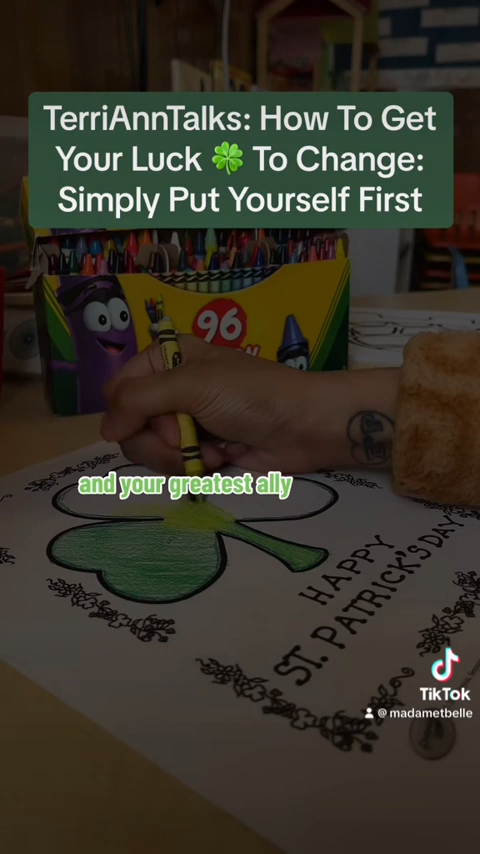 TerriAnnTalks: How To Get
Your Luck 🍀 To Change:
Simply Put Yourself First
96
and your greatest ally
HAPPY
ST. PATRICK'S DAY
TikTok
@ madametbelle